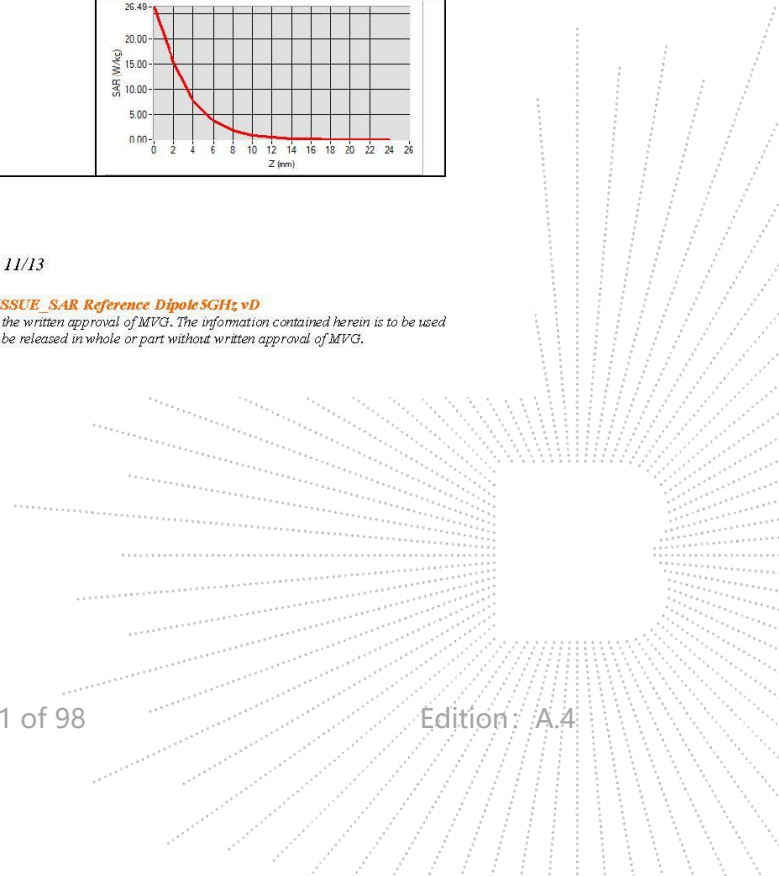 26.49
20.00
15.00
10.00
5.00
0.00
SAR (W/kg)
0 2 4 6 8 10 12 14 16 18 20 22 24 26
Z (mm)
11/13
SSUE_SAR Reference Dipole5GHz vD
the written approval of MVG. The information contained herein is to be used
be released in whole or part without written approval of MVG.
1 of 98
Edition：A.4